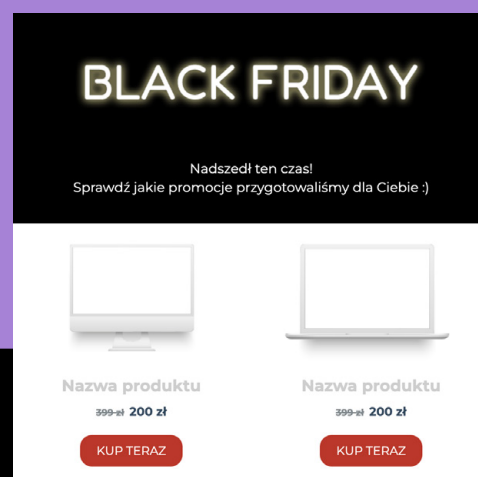 BLACK FRIDAY
Nadszedł ten czas!
Sprawdź jakie promocje przygotowaliśmy dla Ciebie :)
Nazwa produktu
399 zł 200 zł
KUP TERAZ
Nazwa produktu
399 zł 200 zł
KUP TERAZ